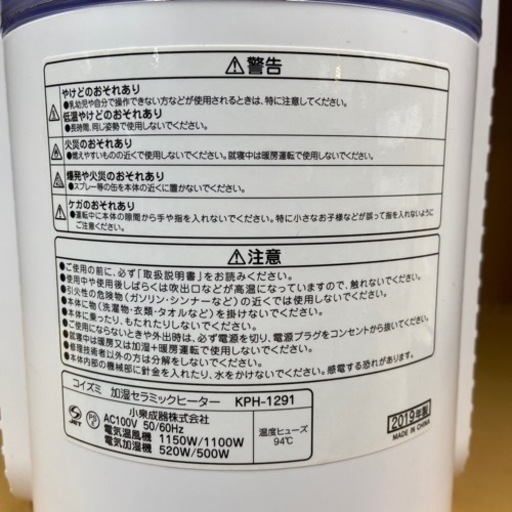 警告
やけどのおそれあり
●乳幼児や自分で操作できない方などが使用されるときは、特に注意してください。
低温やけどのおそれあり
●長時間、同じ姿勢で使用しないでください。
火災のおそれあり
●燃えやすいものの近くで使用しないでください。就寝中は暖房運転で使用しないでください。
爆発や火災のおそれあり
●スプレー等の缶を本体の近くに置かないでください。
ケガのおそれあり
●運転中に本体の隙間から手や指を入れないでください。特に小さなお子様などが誤って指を入れないように
ご注意ください。
注意
●ご使用の前に、必ず「取扱説明書」をお読みください。
●使用中や使用後しばらくは吹出口などが高温になっていますので、触れないでください。
●引火性の危険物(ガソリン・シンナーなど)の近くでは使用しないでください。
●本体に物(洗濯物・衣類・タオルなど)を掛けないでください。
●本体に乗ったり、もたれたりしないでください。
●ご使用にならないときや外出時は、必ず電源を切り、電源プラグをコンセントから抜いてください。
●就寝中は暖房又は加湿+暖房運転で使用しないでください。
●修理技術者以外の方は分解をしないでください。
●本体内部の機械部に針金を入れたり、水をかけないでください。感電する恐れがあります。
コイズミ 加湿セラミックヒーター KPH-1291
小泉成器株式会社
AC100V 50/60Hz
電気温風機 1150W/1100W
電気加湿機 520W/500W
JET
PS
E
温度ヒューズ
94℃
2019年製
MADE IN CHINA